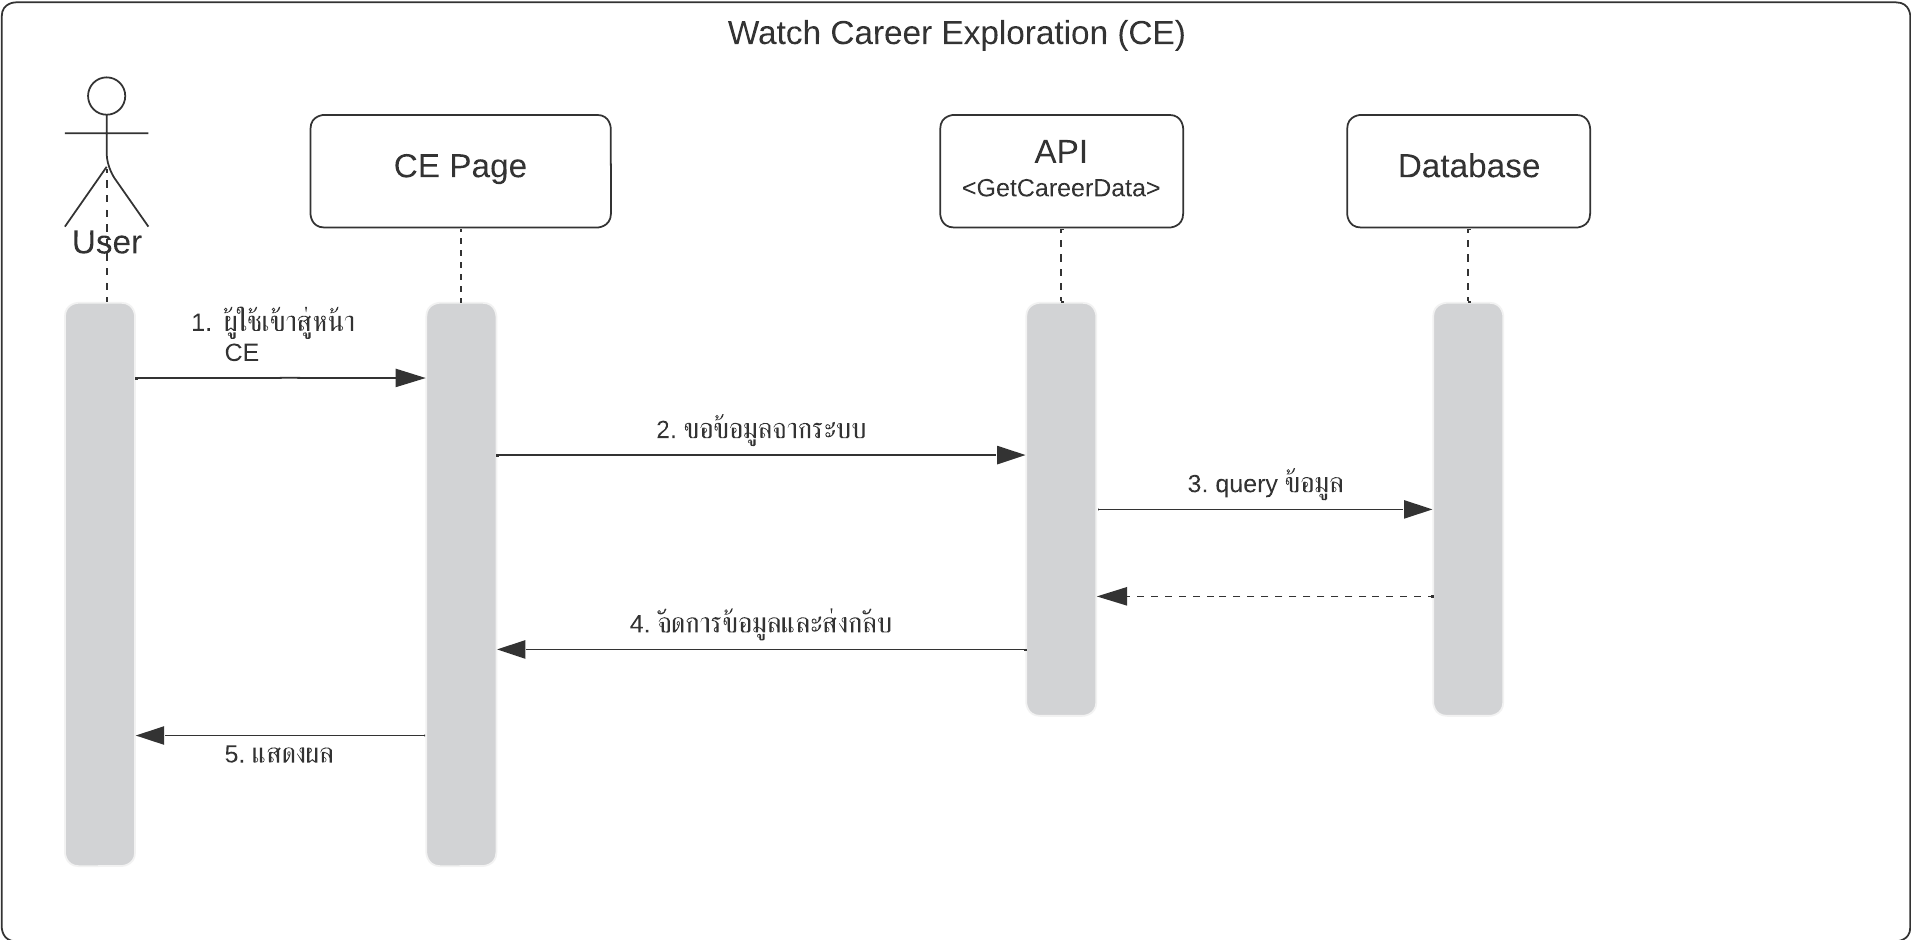 Watch Career Exploration (CE)
User
CE Page
API
<GetCareerData>
Database
1. ผู้ใช้เข้าสู่หน้า
CE
2. ขอข้อมูลจากระบบ
3. query ข้อมูล
4. จัดการข้อมูลและส่งกลับ
5. แสดงผล